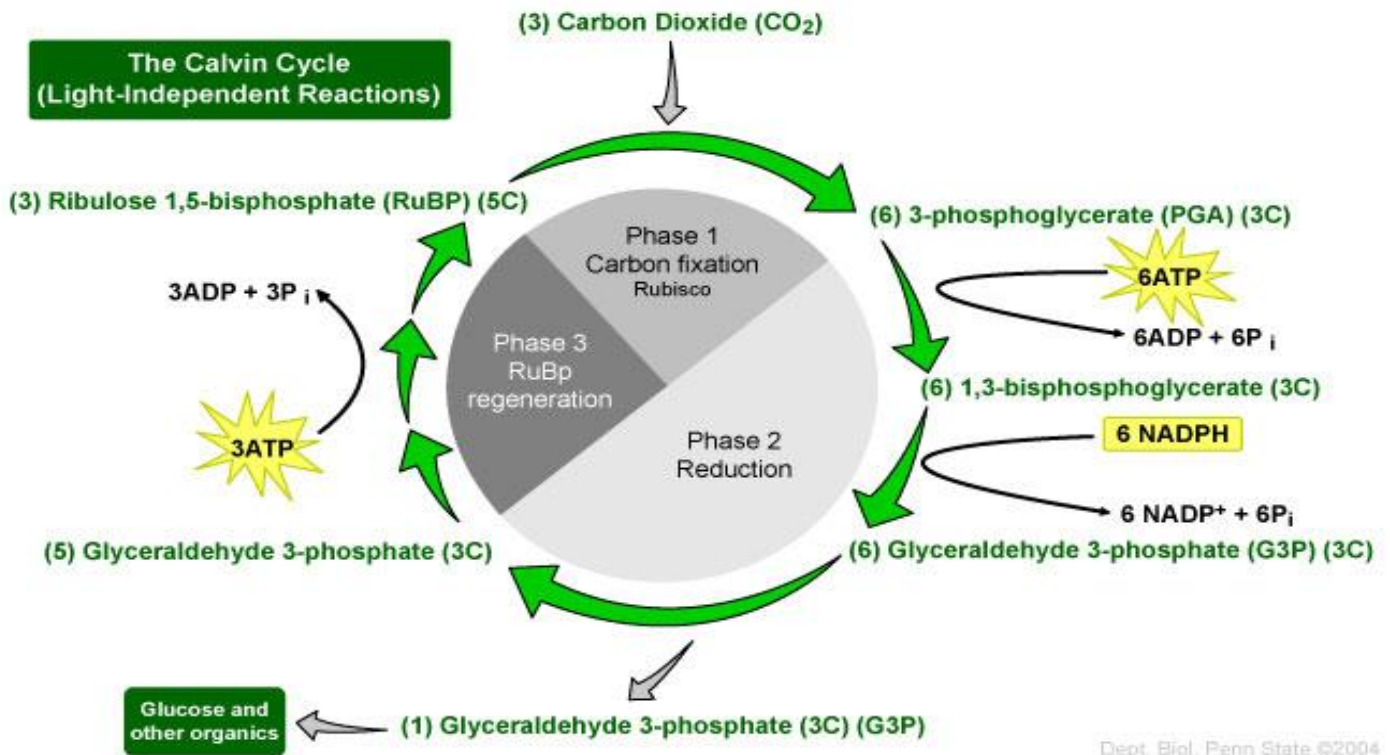 (3) Carbon Dioxide (CO₂)
The Calvin Cycle
(Light-Independent Reactions)
(3) Ribulose 1,5-bisphosphate (RuBP) (5C)
(6) 3-phosphoglycerate (PGA) (3C)
Phase 1
Carbon fixation
Rubisco
6ATP
3ADP + 3P i
6ADP + 6P i
Phase 3
RuBp
regeneration
(6) 1,3-bisphosphoglycerate (3C)
6 NADPH
Phase 2
Reduction
3ATP
6 NADP⁺ + 6Pᵢ
(5) Glyceraldehyde 3-phosphate (3C)
(6) Glyceraldehyde 3-phosphate (G3P) (3C)
Glucose and
other organics
(1) Glyceraldehyde 3-phosphate (3C) (G3P)
Dept. Biol. Penn State ©2004